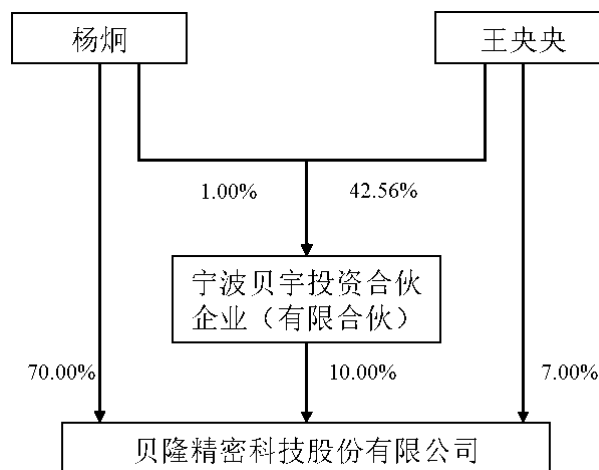 杨炯
王央央
1.00%
42.56%
宁波贝宇投资合伙
企业（有限合伙）
70.00%
10.00%
7.00%
贝隆精密科技股份有限公司